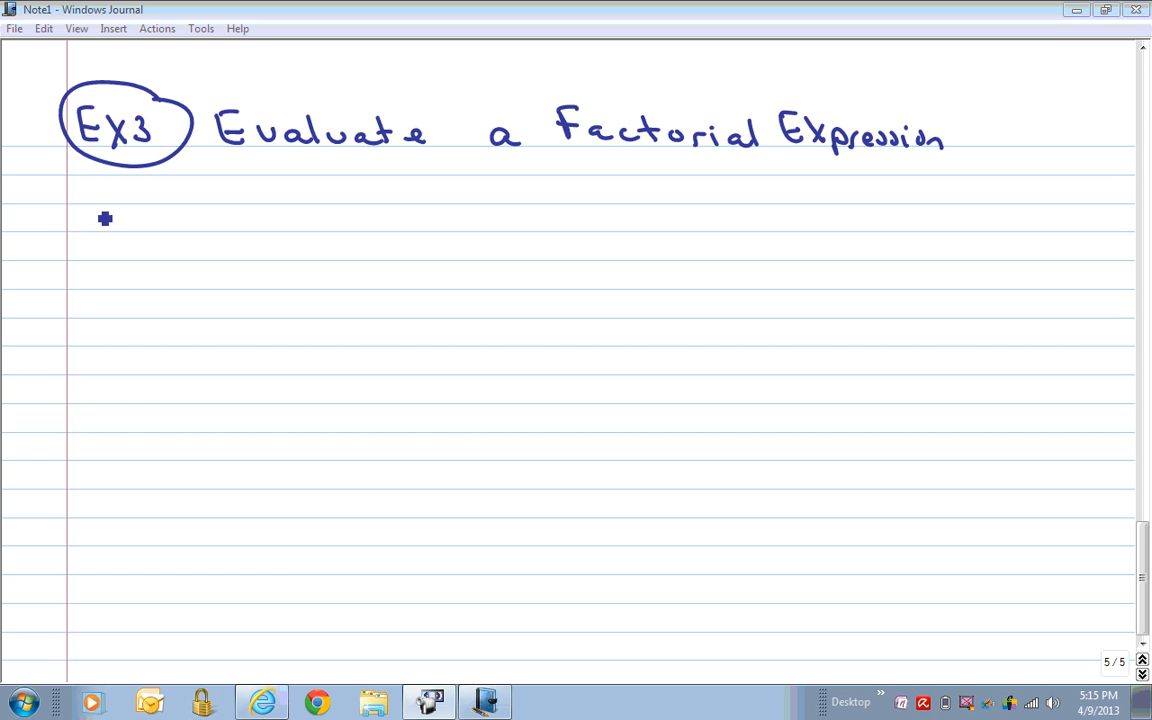 Note1 - Windows Journal
File Edit View Insert Actions Tools Help
EX3 Evaluate a Factorial Expression
5 / 5
Desktop
5:15 PM
4/9/2013